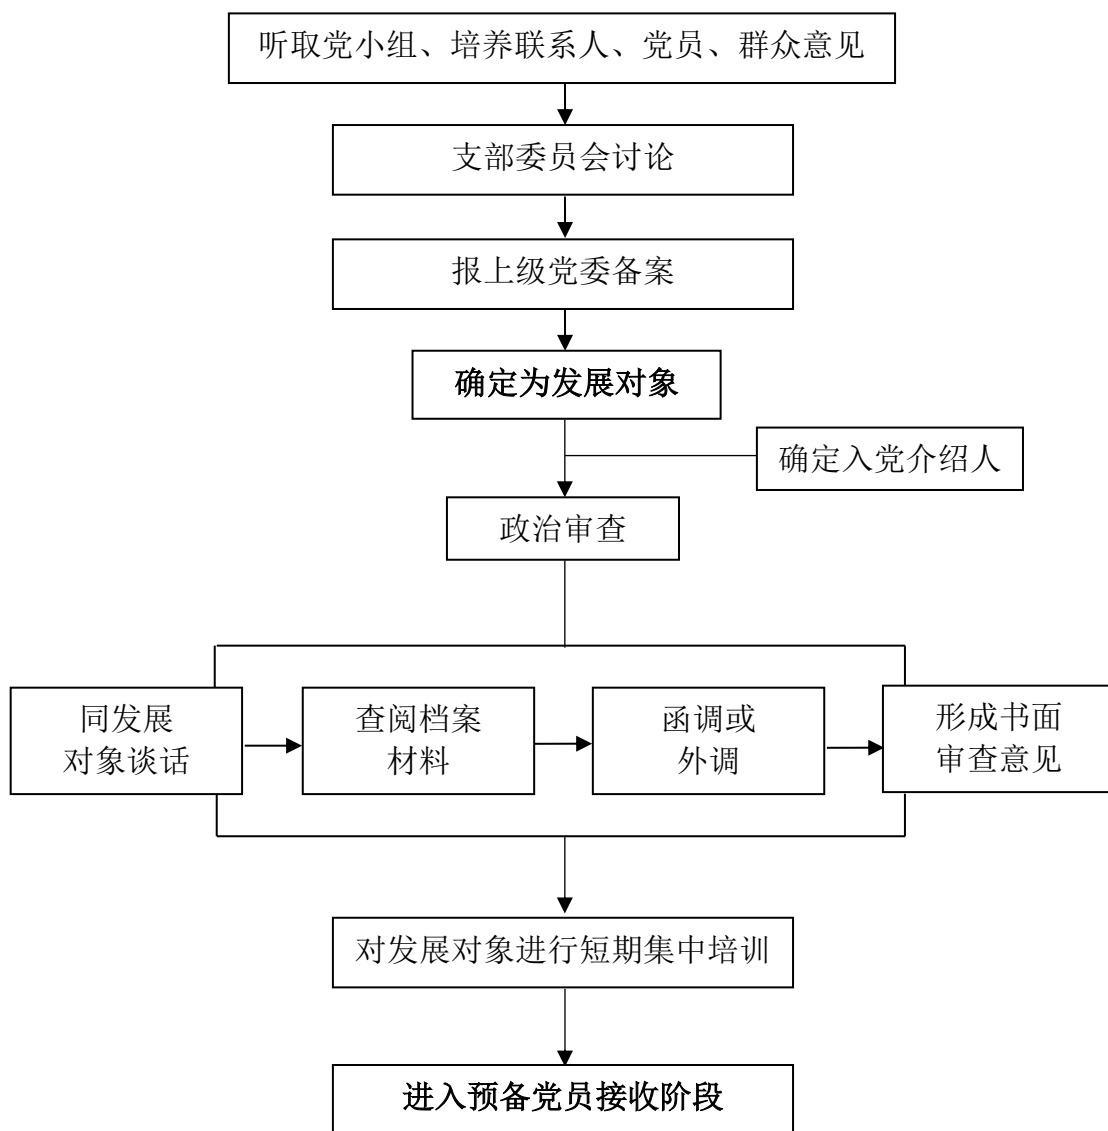 听取党小组、培养联系人、党员、群众意见
支部委员会讨论
报上级党委备案
确定为发展对象
确定入党介绍人
政治审查
同发展
对象谈话
查阅档案
材料
函调或
外调
形成书面
审查意见
对发展对象进行短期集中培训
进入预备党员接收阶段